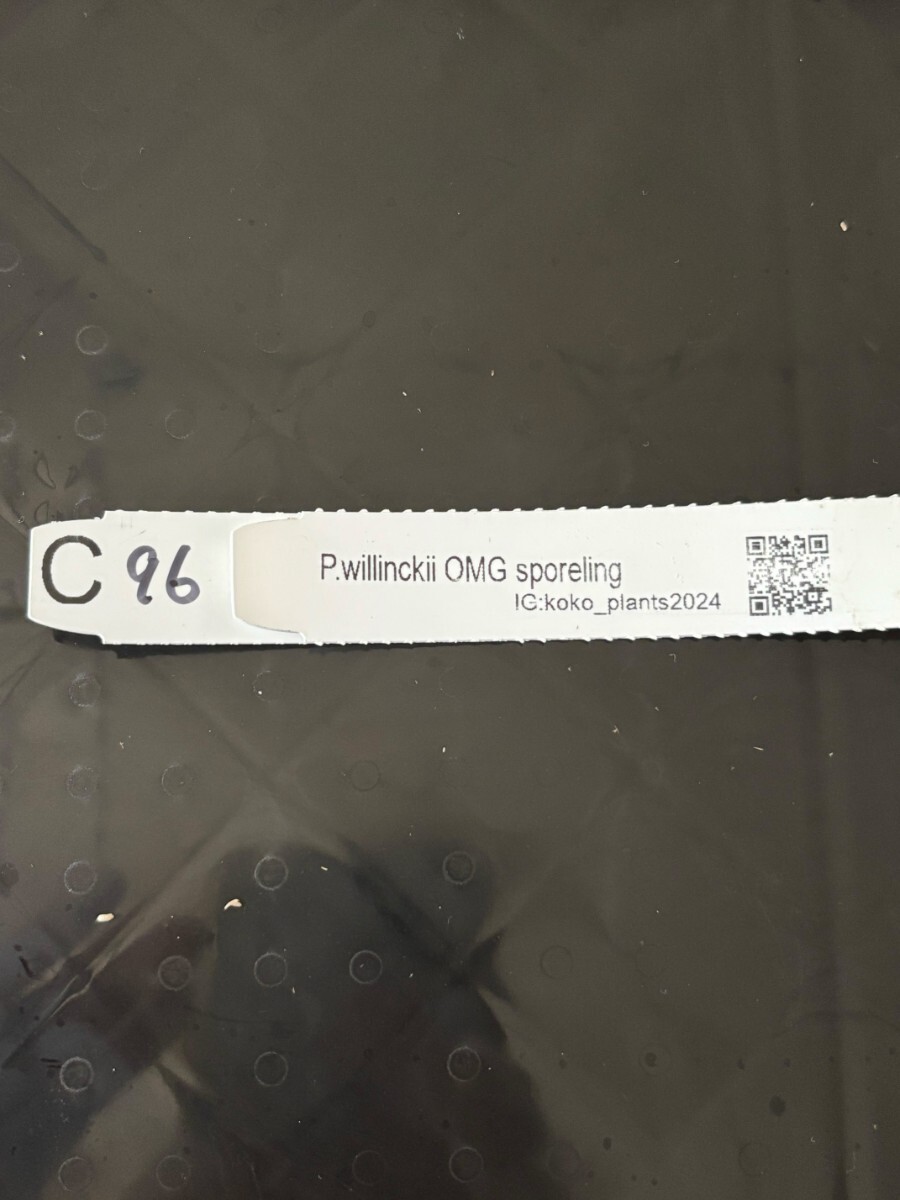 C 96
P.willinckii OMG sporeling
IG:koko_plants2024